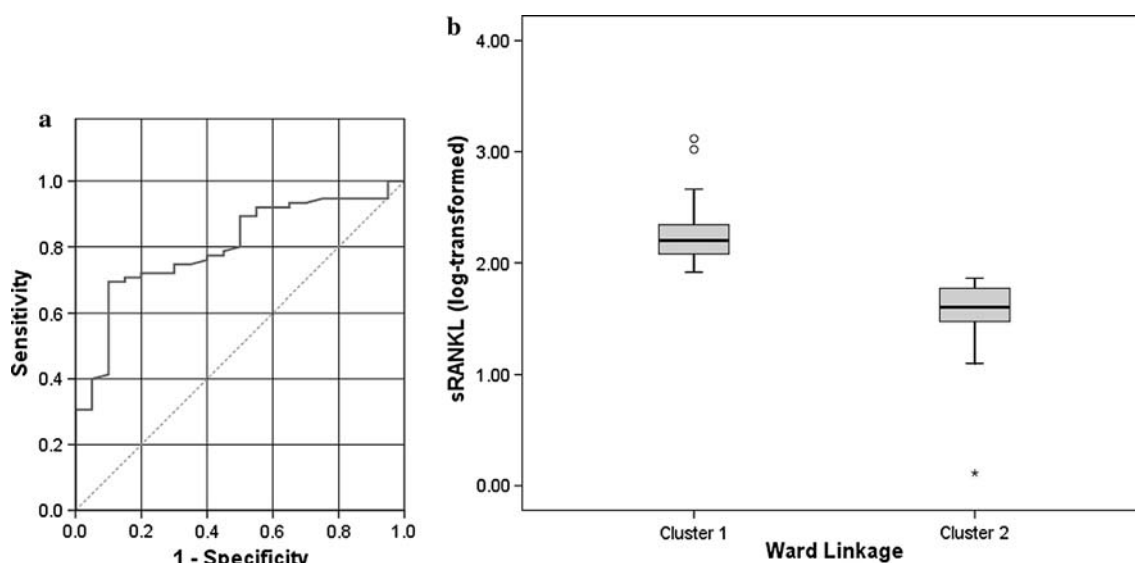 a
1.0
0.8
0.6
0.4
0.2
0.0
Sensitivity
0.0 0.2 0.4 0.6 0.8 1.0
1 - Specificity
b
4.00
3.00
2.00
1.00
0.00
sRANKL (log-transformed)
Cluster 1 Cluster 2
Ward Linkage